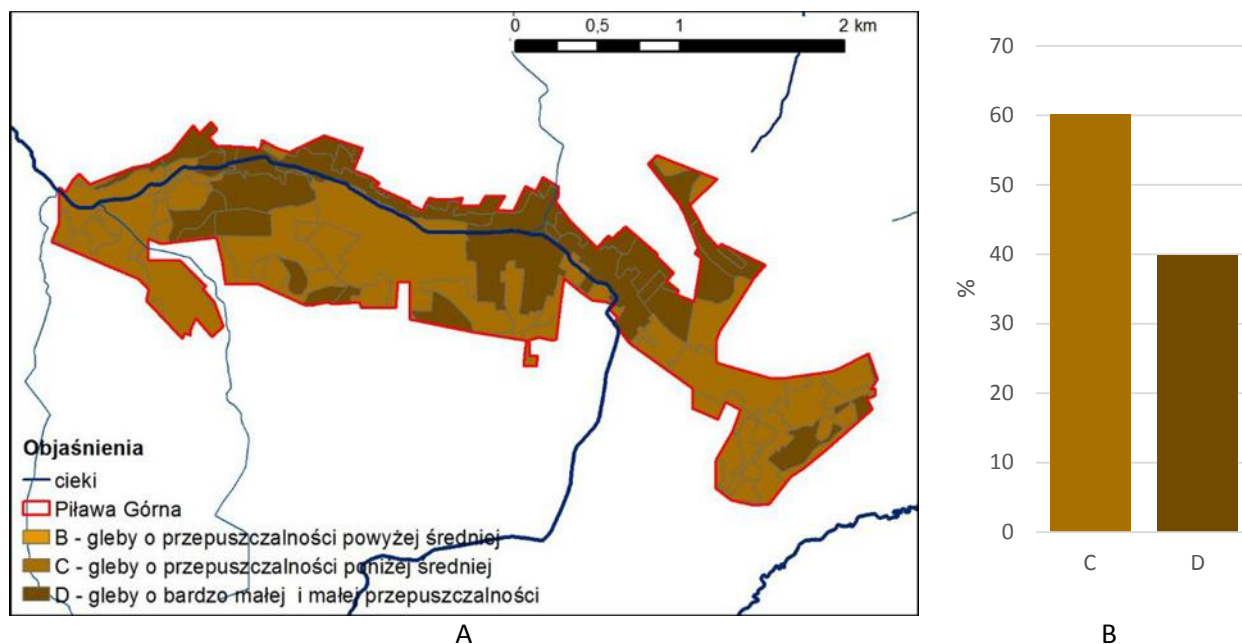 0 0,5 1 2 km
Objaśnienia
cieki
Piława Górna
B - gleby o przepuszczalności powyżej średniej
C - gleby o przepuszczalności poniżej średniej
D - gleby o bardzo małej i małej przepuszczalności
A
70
60
50
40
30
20
10
0
%
C D
B